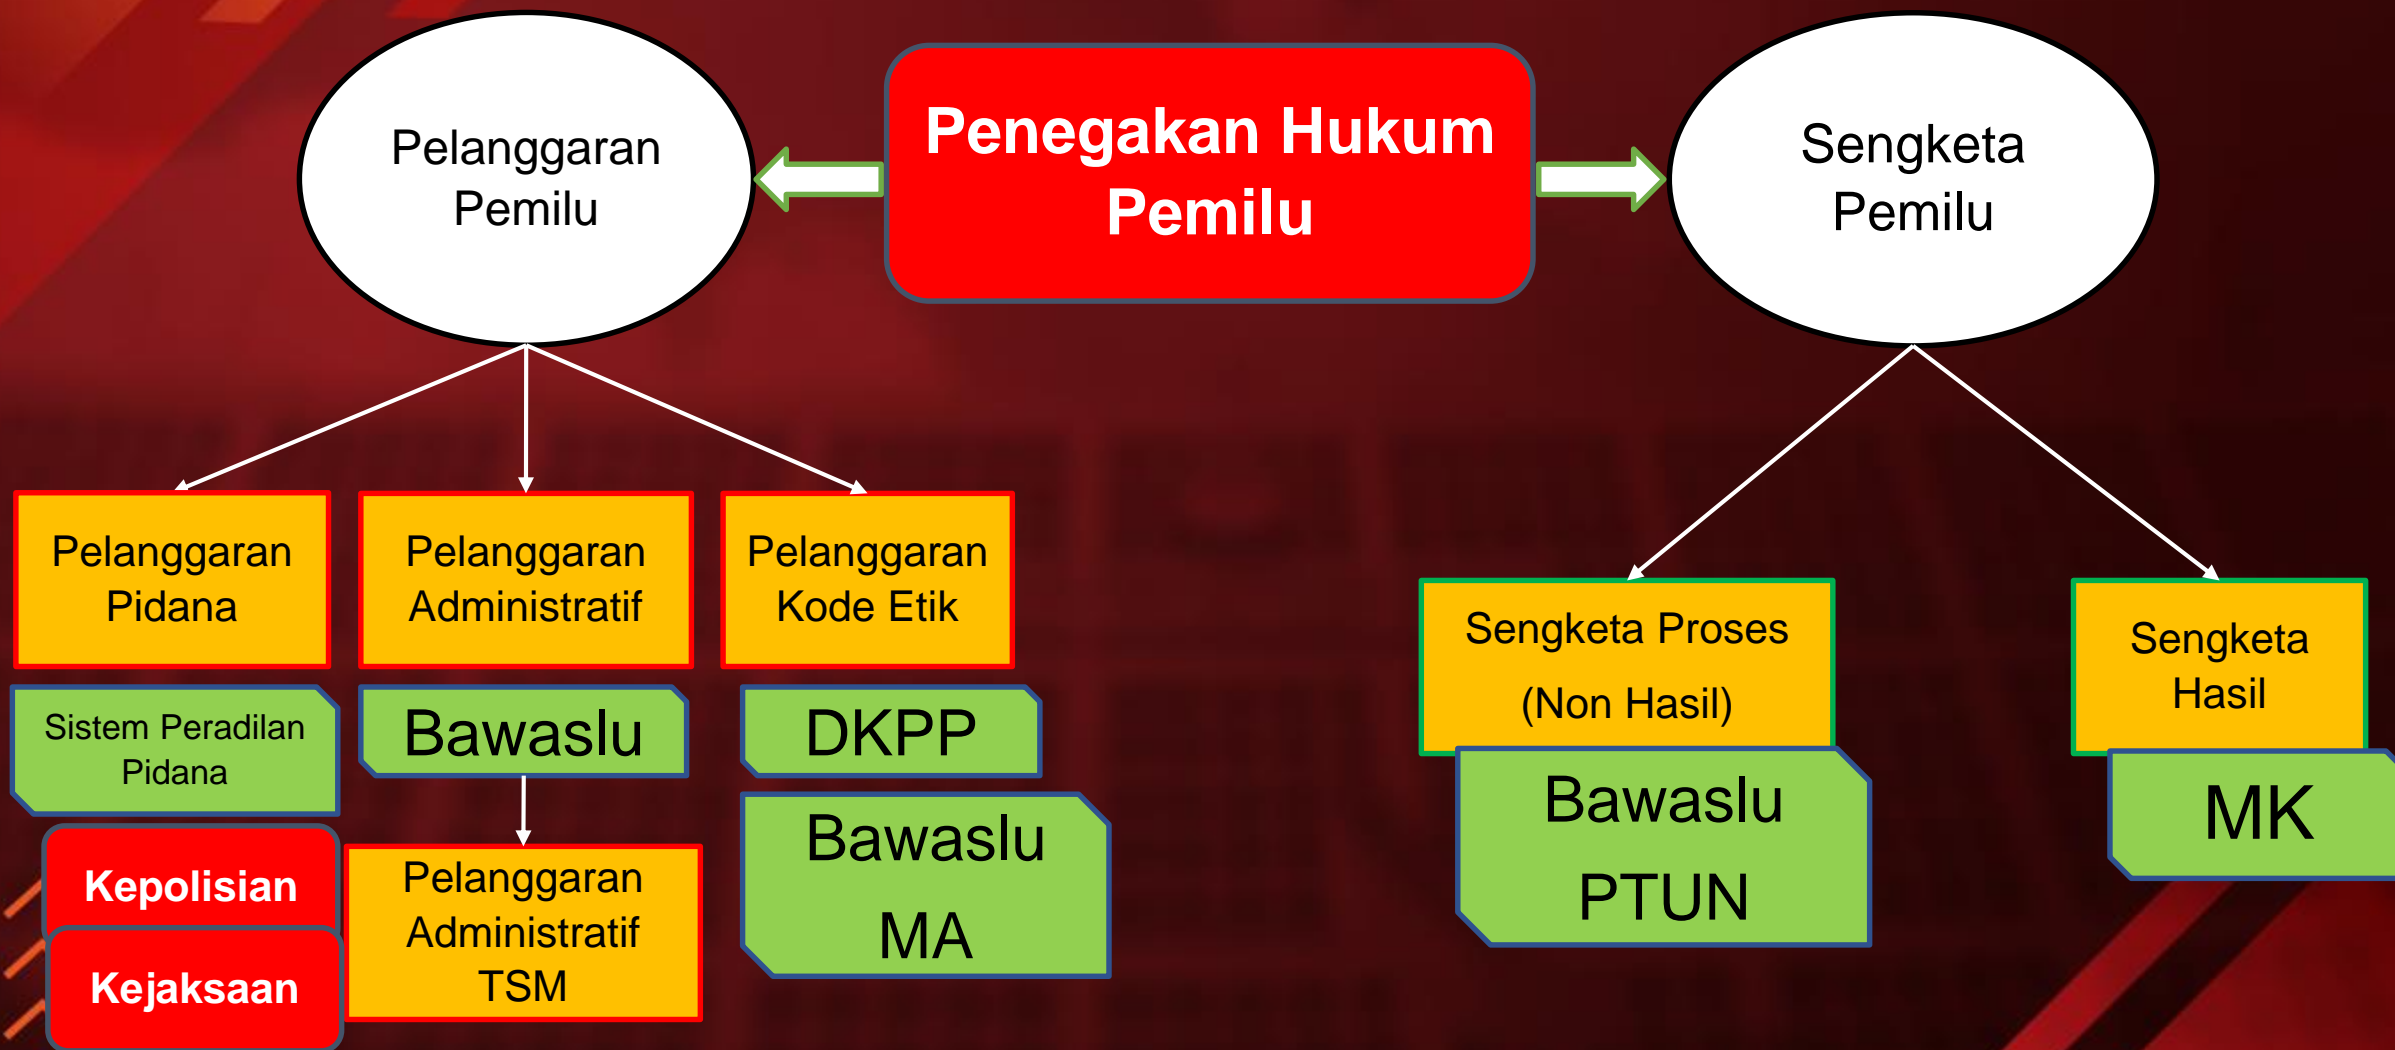 Penegakan Hukum
Pemilu
Pelanggaran
Pemilu
Sengketa
Pemilu
Pelanggaran
Pidana
Pelanggaran
Administratif
Pelanggaran
Kode Etik
Sistem Peradilan
Pidana
Bawaslu
DKPP
Kepolisian
Kejaksaan
Pelanggaran
Administratif
TSM
Bawaslu
MA
Sengketa Proses
(Non Hasil)
Bawaslu
PTUN
Sengketa
Hasil
MK